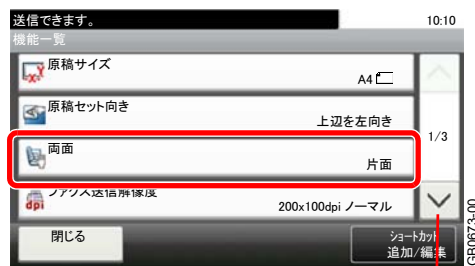 送信できます。
10:10
機能一覧
原稿サイズ
A4
原稿セット向き
上辺を左向き
1/3
両面
片面
ファクス送信解像度
200x100dpi ノーマル
閉じる
ショートカット
追加/編集
GB0673-00